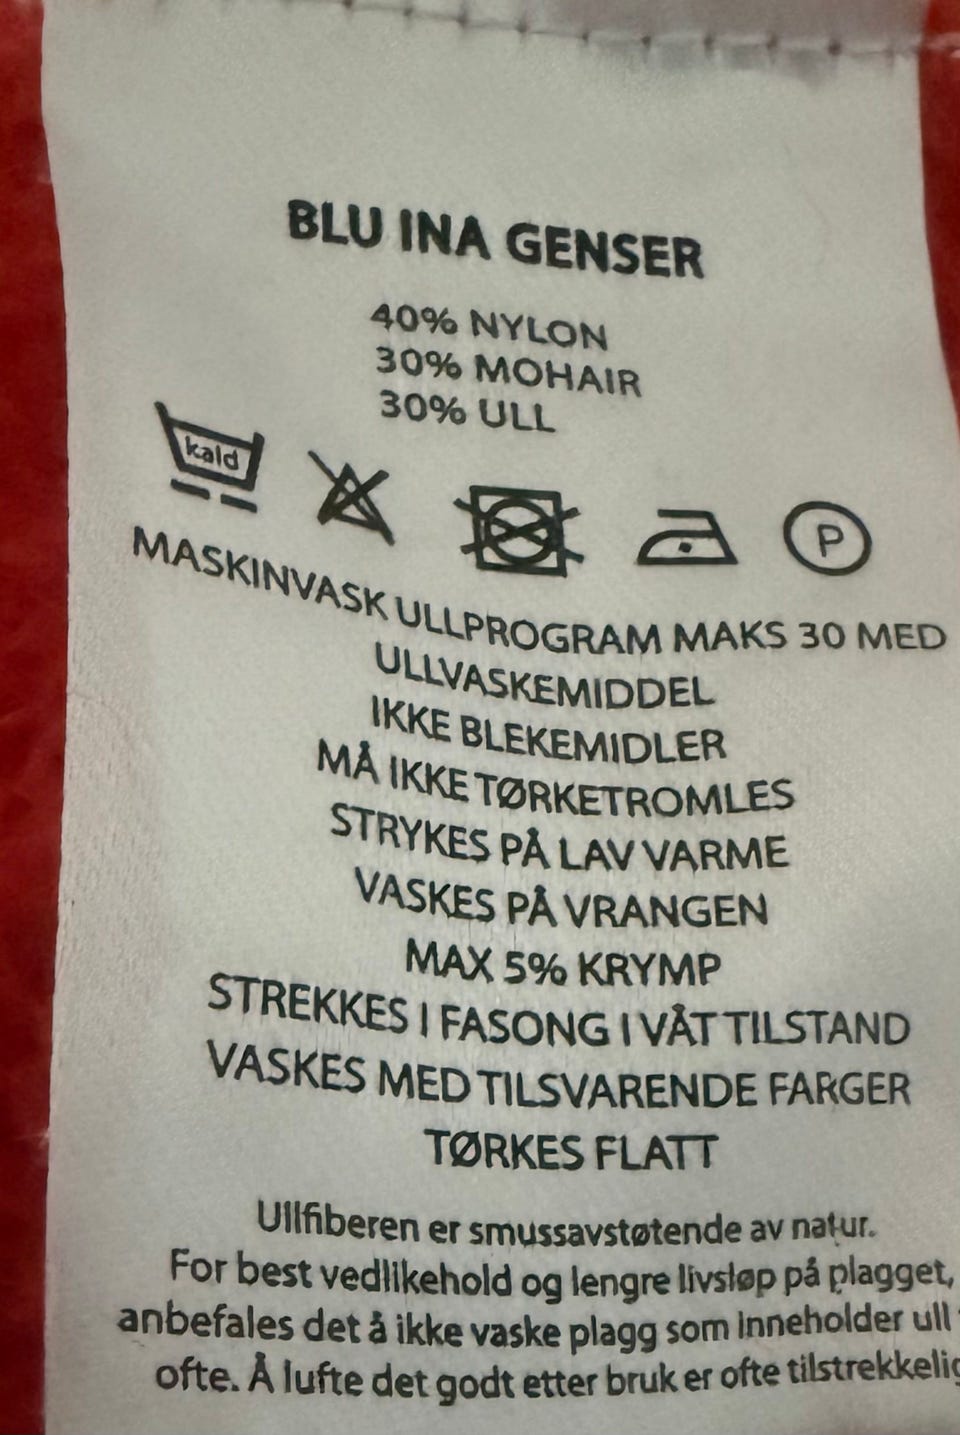 BLU INA GENSER
40% NYLON
30% MOHAIR
30% ULL
kald
P
MASKINVASK ULLPROGRAM MAKS 30 MED
ULLVASKEMIDDEL
IKKE BLEKEMIDLER
MÅ IKKE TØRKETROMLES
STRYKES PÅ LAV VARME
VASKES PÅ VRANGEN
MAX 5% KRYMP
STREKKES I FASONG I VÅT TILSTAND
VASKES MED TILSVARENDE FARGER
TØRKES FLATT
Ullfiberen er smussavstøtende av natur.
For best vedlikehold og lengre livsløp på plagget,
anbefales det å ikke vaske plagg som inneholder ull
ofte. Å lufte det godt etter bruk er ofte